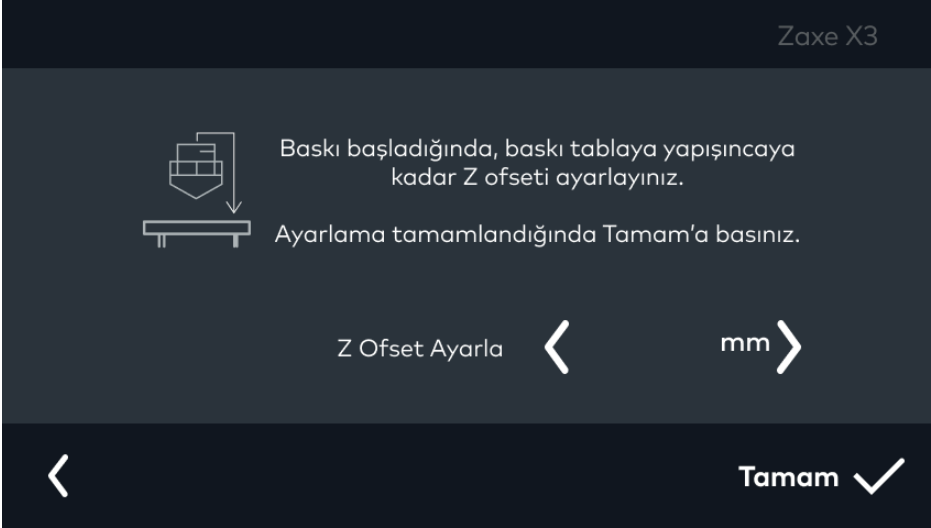 Zaxe X3
Baskı başladığında, baskı tablaya yapışıncaya
kadar Z ofseti ayarlayınız.
Ayarlama tamamlandığında Tamam'a basınız.
Z Ofset Ayarla
mm
Tamam